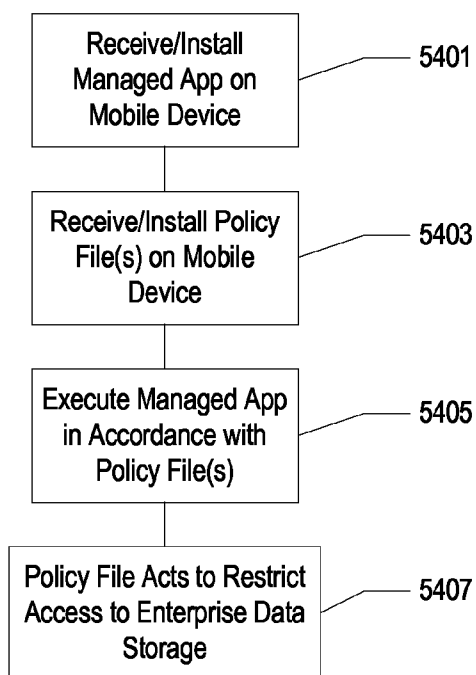 Receive/Install
Managed App on
Mobile Device
5401
Receive/Install Policy
File(s) on Mobile
Device
5403
Execute Managed App
in Accordance with
Policy File(s)
5405
Policy File Acts to Restrict
Access to Enterprise Data
Storage
5407